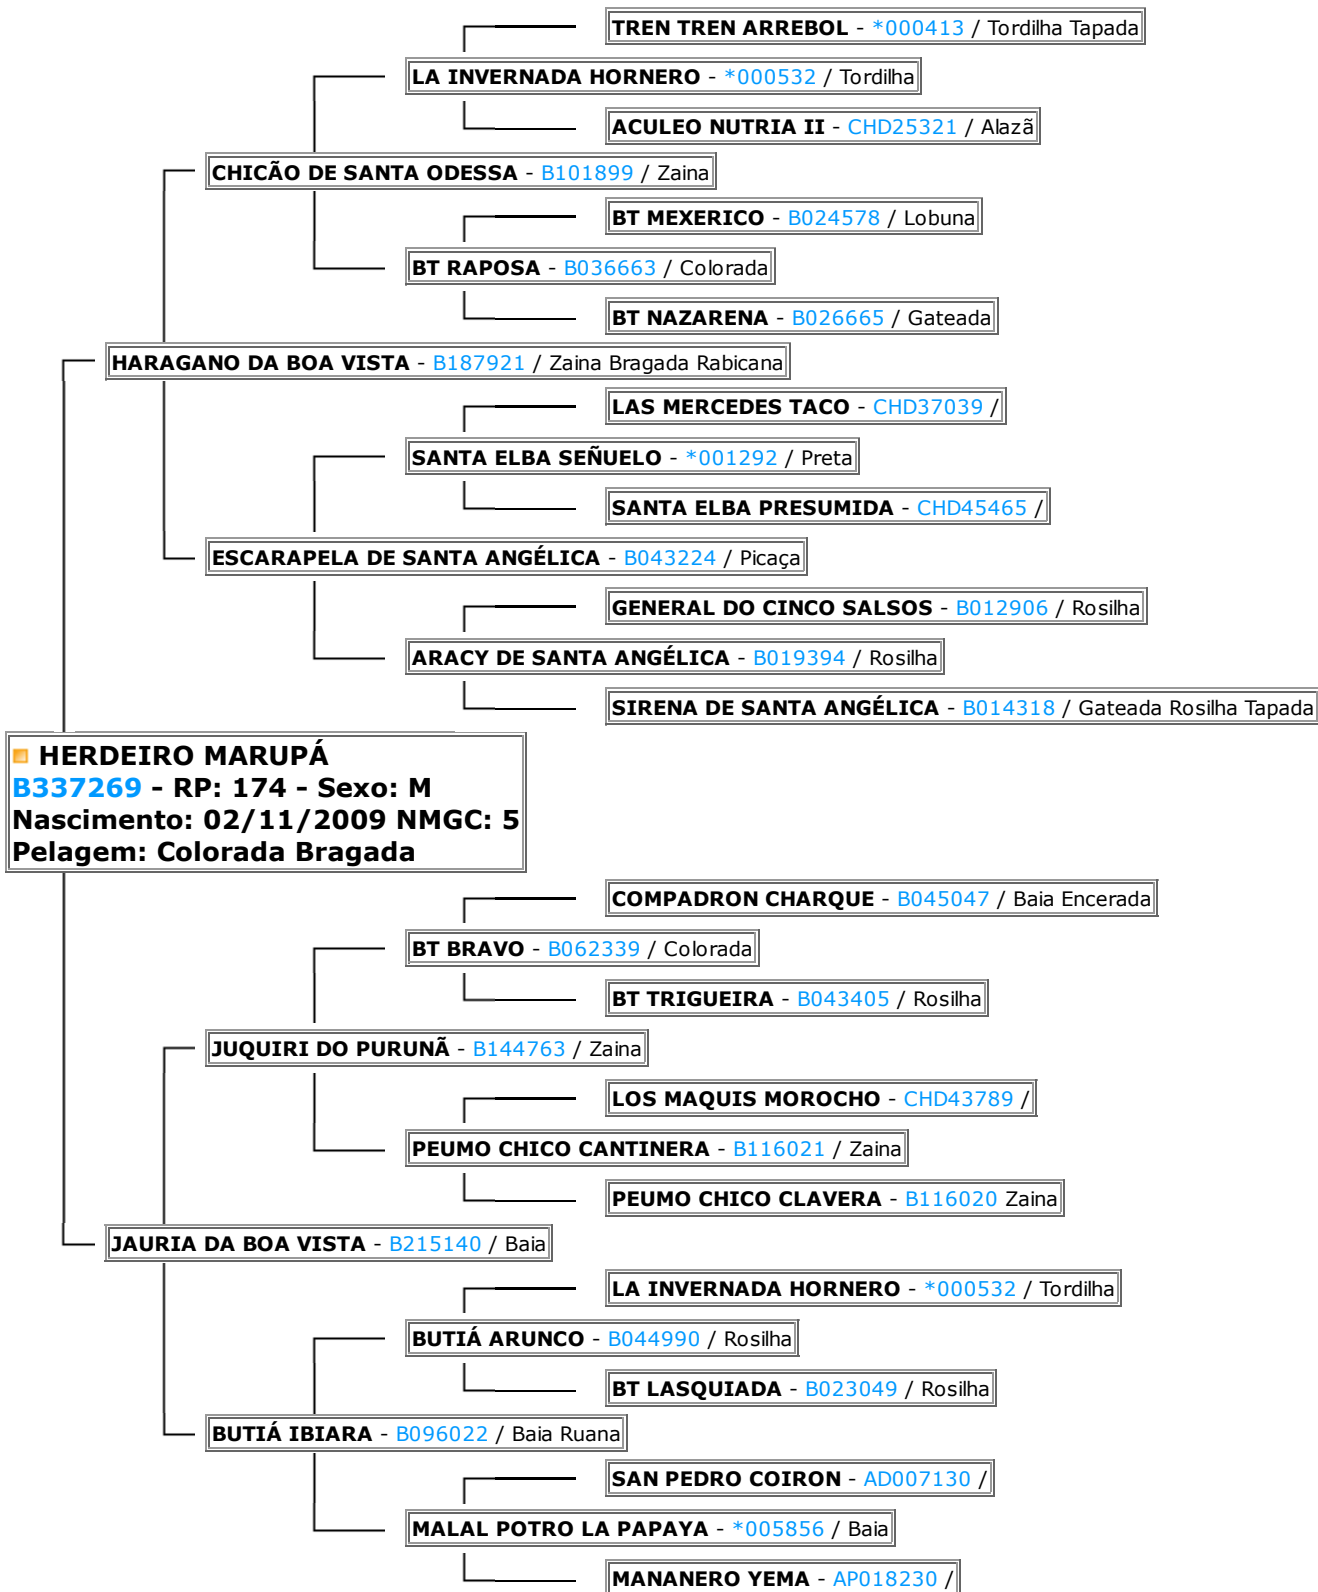 TREN TREN ARREBOL - *000413 / Tordilha Tapada
LA INVERNADA HORNERO - *000532 / Tordilha
ACULEO NUTRIA II - CHD25321 / Alazã
CHICÃO DE SANTA ODESSA - B101899 / Zaina
BT MEXERICO - B024578 / Lobuna
BT RAPOSA - B036663 / Colorada
BT NAZARENA - B026665 / Gateada
HARAGANO DA BOA VISTA - B187921 / Zaina Bragada Rabicana
LAS MERCEDES TACO - CHD37039 /
SANTA ELBA SEÑUELO - *001292 / Preta
SANTA ELBA PRESUMIDA - CHD45465 /
ESCARAPELA DE SANTA ANGÉLICA - B043224 / Picaça
GENERAL DO CINCO SALSOS - B012906 / Rosilha
ARACY DE SANTA ANGÉLICA - B019394 / Rosilha
SIRENA DE SANTA ANGÉLICA - B014318 / Gateada Rosilha Tapada
HERDEIRO MARUPÁ
B337269 - RP: 174 - Sexo: M
Nascimento: 02/11/2009 NMGC: 5
Pelagem: Colorada Bragada
COMPADRON CHARQUE - B045047 / Baia Encerada
BT BRAVO - B062339 / Colorada
BT TRIGUEIRA - B043405 / Rosilha
JUQUIRI DO PURUNÃ - B144763 / Zaina
LOS MAQUIS MOROCHO - CHD43789 /
PEUMO CHICO CANTINERA - B116021 / Zaina
PEUMO CHICO CLAVERA - B116020 Zaina
JAURIA DA BOA VISTA - B215140 / Baia
LA INVERNADA HORNERO - *000532 / Tordilha
BUTIÁ ARUNCO - B044990 / Rosilha
BT LASQUIADA - B023049 / Rosilha
BUTIÁ IBIARA - B096022 / Baia Ruana
SAN PEDRO COIRON - AD007130 /
MALAL POTRO LA PAPAYA - *005856 / Baia
MANANERO YEMA - AP018230 /